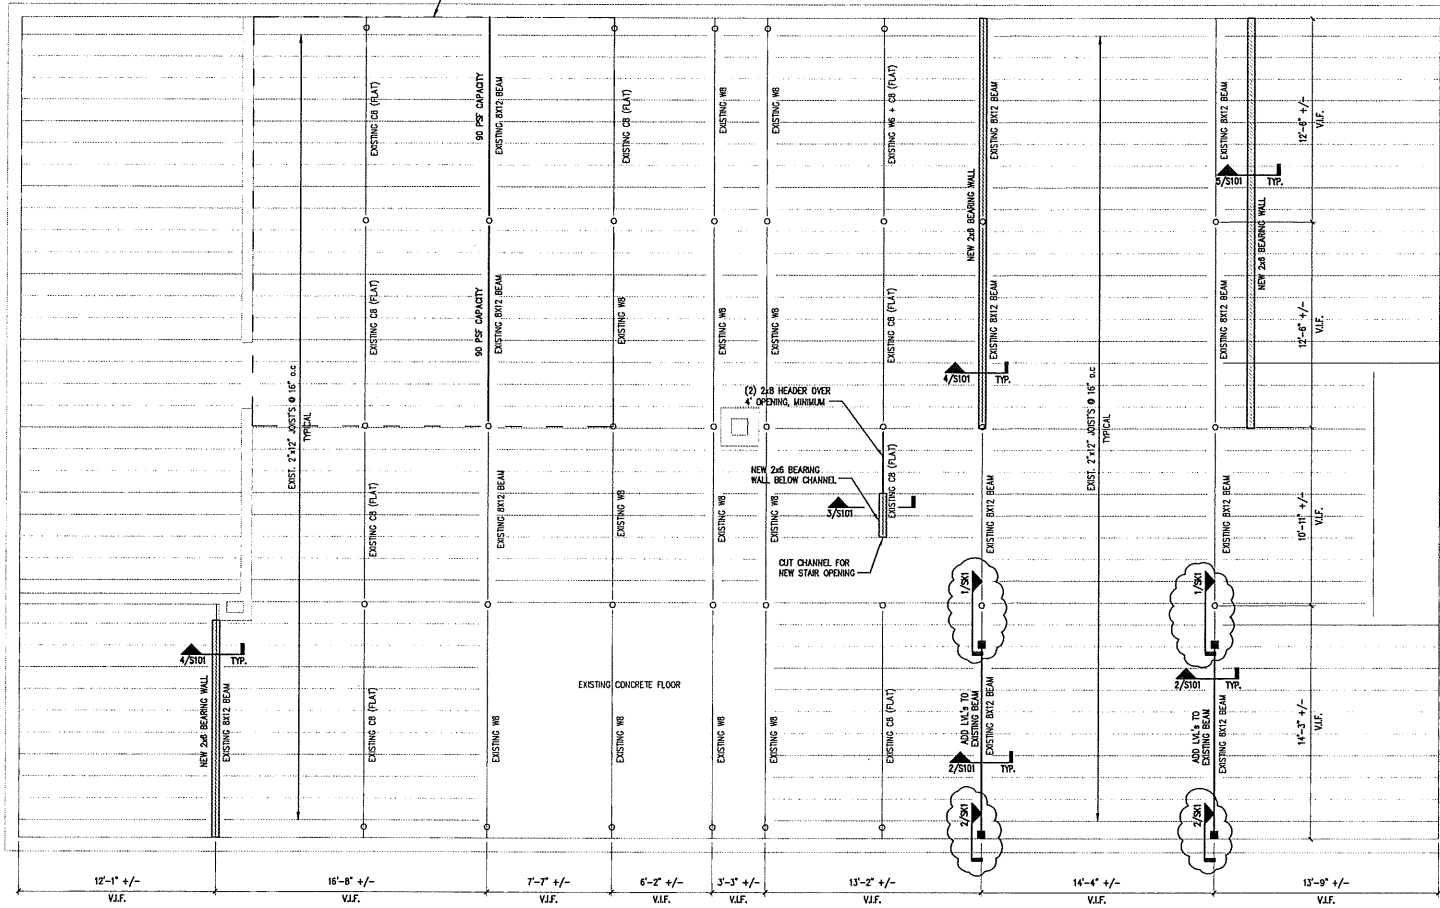 EXISTING C8 (FLAT)
90 PSF CAPACITY
EXISTING 8X12 BEAM
EXISTING C8 (FLAT)
EXISTING W8
EXISTING W8
EXISTING W6 + C8 (FLAT)
NEW 2x6 BEARING WALL
EXISTING 8X12 BEAM
EXISTING 8X12 BEAM
5/S101
TYP.
NEW 2x6 BEARING WALL
12'-6" +/-
V.I.F.
EXISTING C8 (FLAT)
90 PSF CAPACITY
EXISTING 8X12 BEAM
EXISTING W8
EXISTING W8
EXISTING W8
EXISTING C8 (FLAT)
EXISTING 8X12 BEAM
4/S101
TYP.
EXISTING 8X12 BEAM
12'-6" +/-
V.I.F.
EXIST. 2"x12" JOISTS @ 16" o.c
TYPICAL
(2) 2x8 HEADER OVER
4' OPENING, MINIMUM
EXIST. 2"x12" JOISTS @ 16" o.c
TYPICAL
EXISTING C8 (FLAT)
EXISTING 8X12 BEAM
EXISTING W8
EXISTING W8
EXISTING W8
NEW 2x6 BEARING
WALL BELOW CHANNEL
3/S101
EXISTING C8 (FLAT)
CUT CHANNEL FOR
NEW STAIR OPENING
EXISTING 8X12 BEAM
EXISTING 8X12 BEAM
10'-11" +/-
V.I.F.
1/SK1
1/SK1
4/S101
TYP.
NEW 2x6 BEARING WALL
EXISTING 8X12 BEAM
EXISTING C8 (FLAT)
EXISTING W8
EXISTING CONCRETE FLOOR
EXISTING W8
EXISTING W8
EXISTING W8
EXISTING C8 (FLAT)
ADD LVL's TO
EXISTING BEAM
EXISTING 8X12 BEAM
2/S101
TYP.
2/S101
TYP.
ADD LVL's TO
EXISTING BEAM
EXISTING 8X12 BEAM
14'-3" +/-
V.I.F.
2/SK1
2/SK1
12'-1" +/-
V.I.F.
16'-8" +/-
V.I.F.
7'-7" +/-
V.I.F.
6'-2" +/-
V.I.F.
3'-3" +/-
V.I.F.
13'-2" +/-
V.I.F.
14'-4" +/-
V.I.F.
13'-9" +/-
V.I.F.